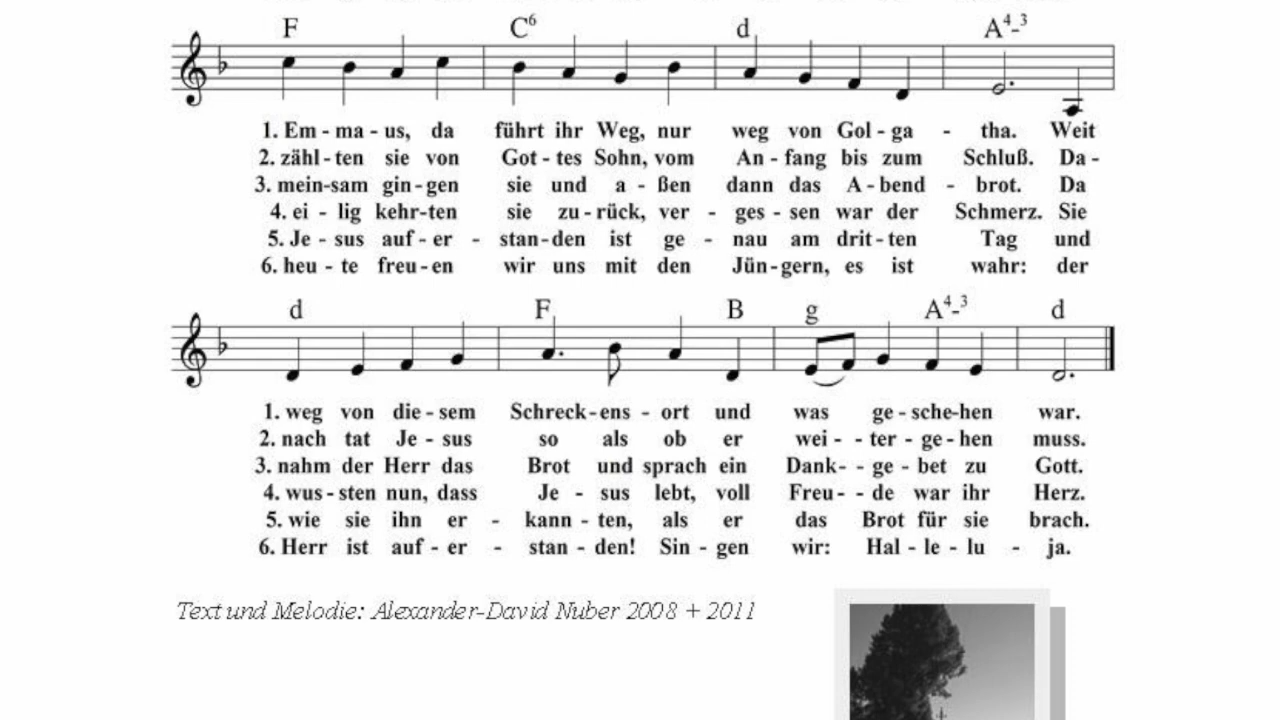 F C6 d A4-3
1. Em - ma - us, da führt ihr Weg, nur weg von Gol - ga - tha. Weit
2. zähl - ten sie von Got - tes Sohn, vom An - fang bis zum Schluß. Da -
3. mein-sam gin - gen sie und a - ßen dann das A - bend - brot. Da
4. ei - lig kehr-ten sie zu - rück, ver - ges - sen war der Schmerz. Sie
5. Je - sus auf - er - stan - den ist ge - nau am drit - ten Tag und
6. heu - te freu - en wir uns mit den Jün - gern, es ist wahr: der
d F B g A4-3 d
1. weg von die - sem Schreck - ens - ort und was ge - sche - hen war.
2. nach tat Je - sus so als ob er wei - - ter - ge - hen muss.
3. nahm der Herr das Brot und sprach ein Dank - - ge - bet zu Gott.
4. wus - sten nun, dass Je - sus lebt, voll Freu - - de war ihr Herz.
5. wie sie ihn er - kann - ten, als er das Brot für sie brach.
6. Herr ist auf - er - stan - den! Sin - gen wir: Hal - le - lu - ja.
Text und Melodie: Alexander-David Nuber 2008 + 2011